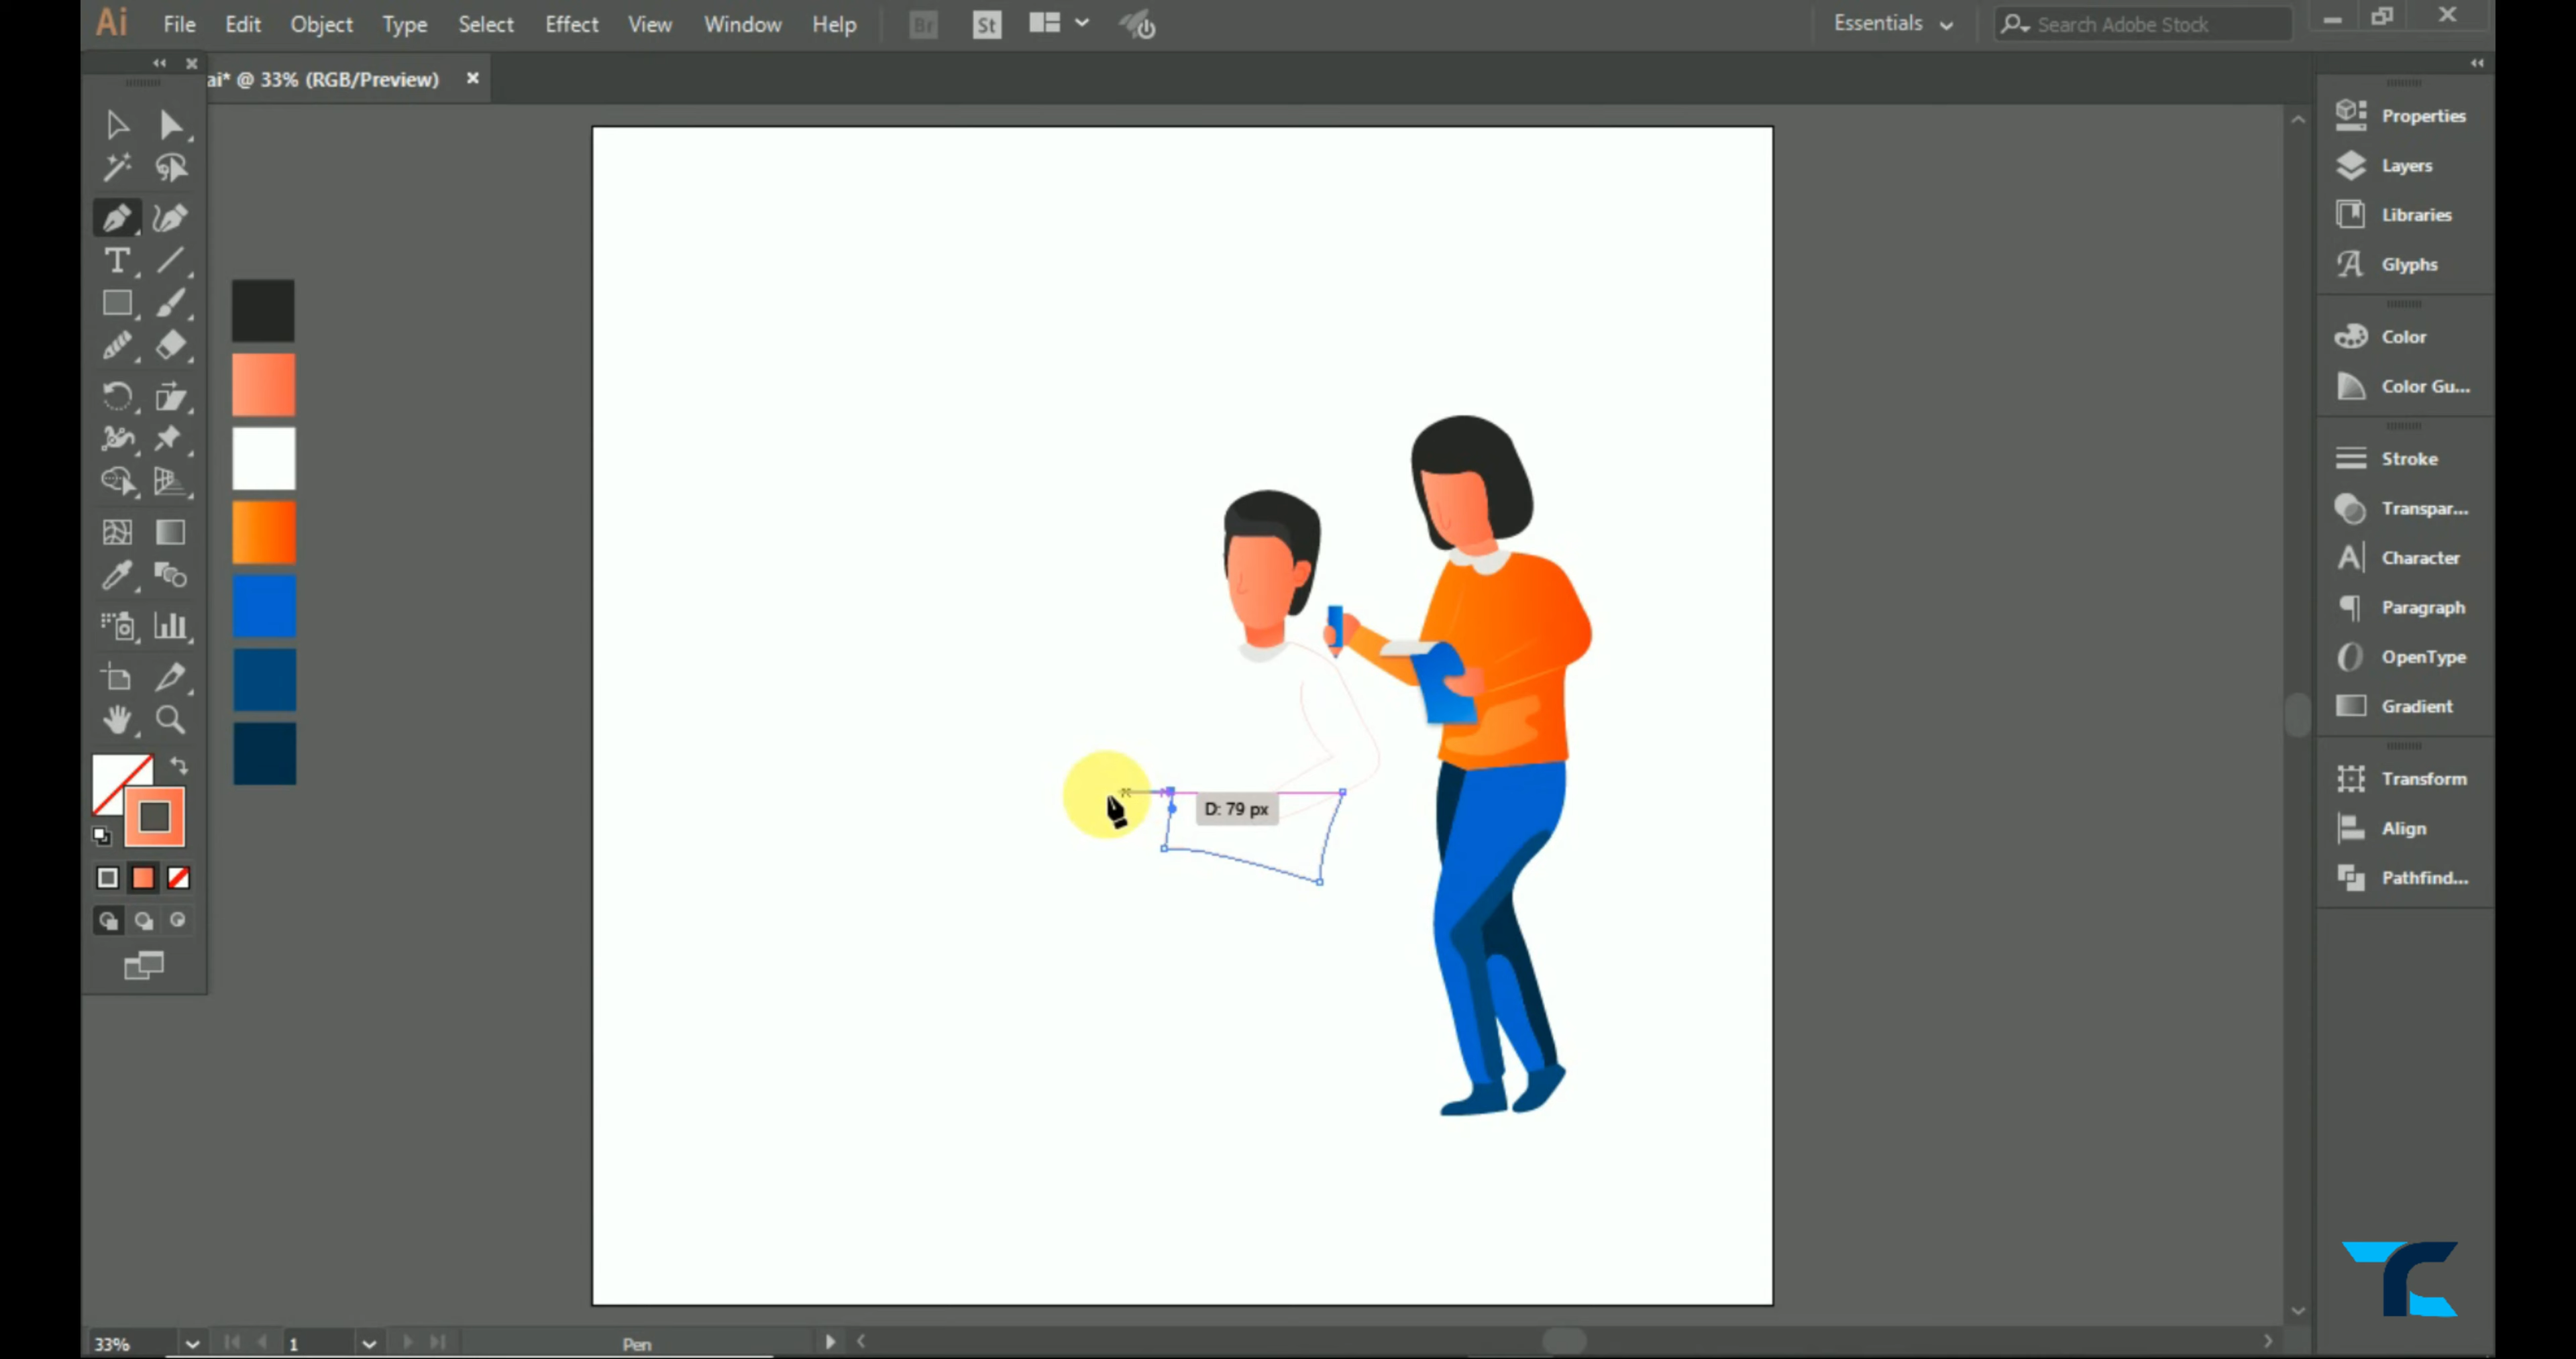 Ai File Edit Object Type Select Effect View Window Help Br St Essentials Search Adobe Stock
ai* @ 33% (RGB/Preview)
Properties
Layers
Libraries
Glyphs
Color
Color Gu...
Stroke
Transpar...
Character
Paragraph
OpenType
Gradient
Transform
Align
Pathfind...
D: 79 px
TC
33% 1 Pen